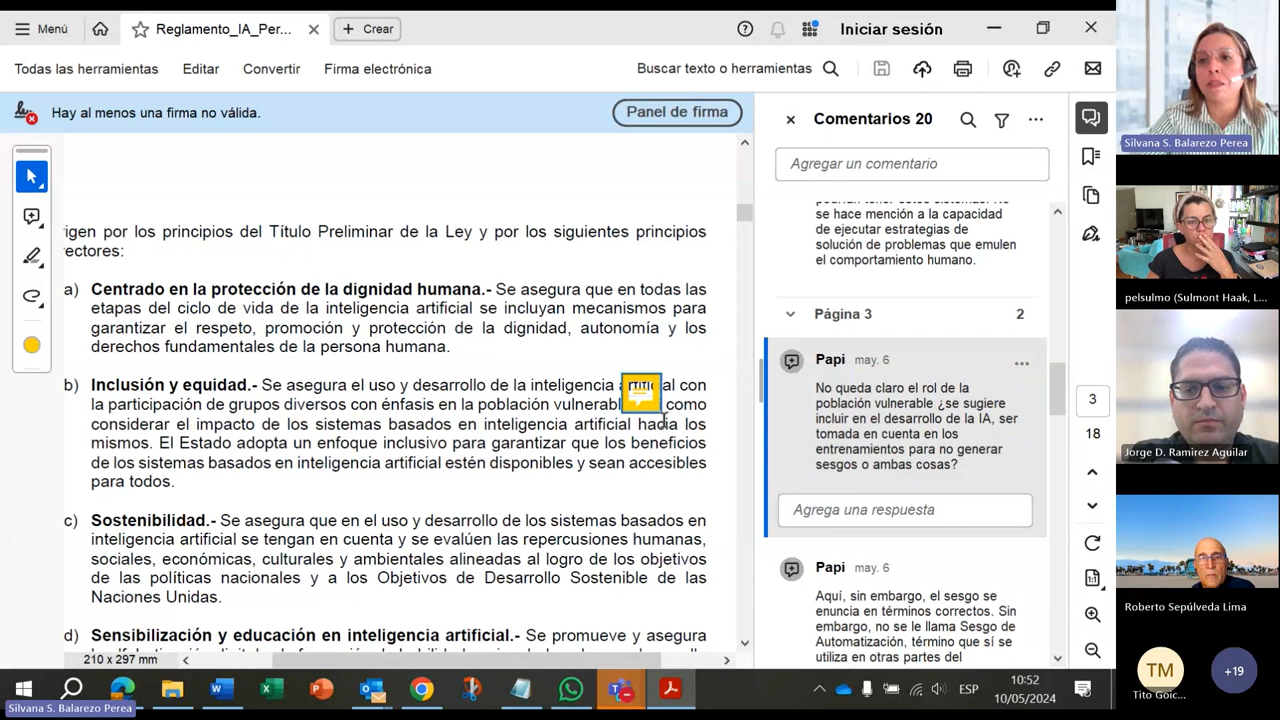 Menú
Reglamento_IA_Per...
Crear
Iniciar sesión
Todas las herramientas
Editar
Convertir
Firma electrónica
Buscar texto o herramientas
Hay al menos una firma no válida.
Panel de firma
rigen por los principios del Título Preliminar de la Ley y por los siguientes principios
rectores:
a) Centrado en la protección de la dignidad humana.- Se asegura que en todas las
etapas del ciclo de vida de la inteligencia artificial se incluyan mecanismos para
garantizar el respeto, promoción y protección de la dignidad, autonomía y los
derechos fundamentales de la persona humana.
b) Inclusión y equidad.- Se asegura el uso y desarrollo de la inteligencia artificial con
la participación de grupos diversos con énfasis en la población vulnerabl como
considerar el impacto de los sistemas basados en inteligencia artificial hacia los
mismos. El Estado adopta un enfoque inclusivo para garantizar que los beneficios
de los sistemas basados en inteligencia artificial estén disponibles y sean accesibles
para todos.
c) Sostenibilidad.- Se asegura que en el uso y desarrollo de los sistemas basados en
inteligencia artificial se tengan en cuenta y se evalúen las repercusiones humanas,
sociales, económicas, culturales y ambientales alineadas al logro de los objetivos
de las políticas nacionales y a los Objetivos de Desarrollo Sostenible de las
Naciones Unidas.
d) Sensibilización y educación en inteligencia artificial.- Se promueve y asegura
210 x 297 mm
Comentarios 20
Agregar un comentario
se hace mención a la capacidad
de ejecutar estrategias de
solución de problemas que emulen
el comportamiento humano.
Página 3
2
Papi may. 6
No queda claro el rol de la
población vulnerable ¿se sugiere
incluir en el desarrollo de la IA, ser
tomada en cuenta en los
entrenamientos para no generar
sesgos o ambas cosas?
Agrega una respuesta
Papi may. 6
Aquí, sin embargo, el sesgo se
enuncia en términos correctos. Sin
embargo, no se le llama Sesgo de
Automatización, término que sí se
utiliza en otras partes del
3
18
Silvana S. Balarezo Perea
pelsulmo (Sulmont Haak, L...
Jorge D. Ramirez Aguilar
Roberto Sepúlveda Lima
TM
Tito Goic...
+19
ESP
10:52
10/05/2024
Silvana S. Balarezo Perea